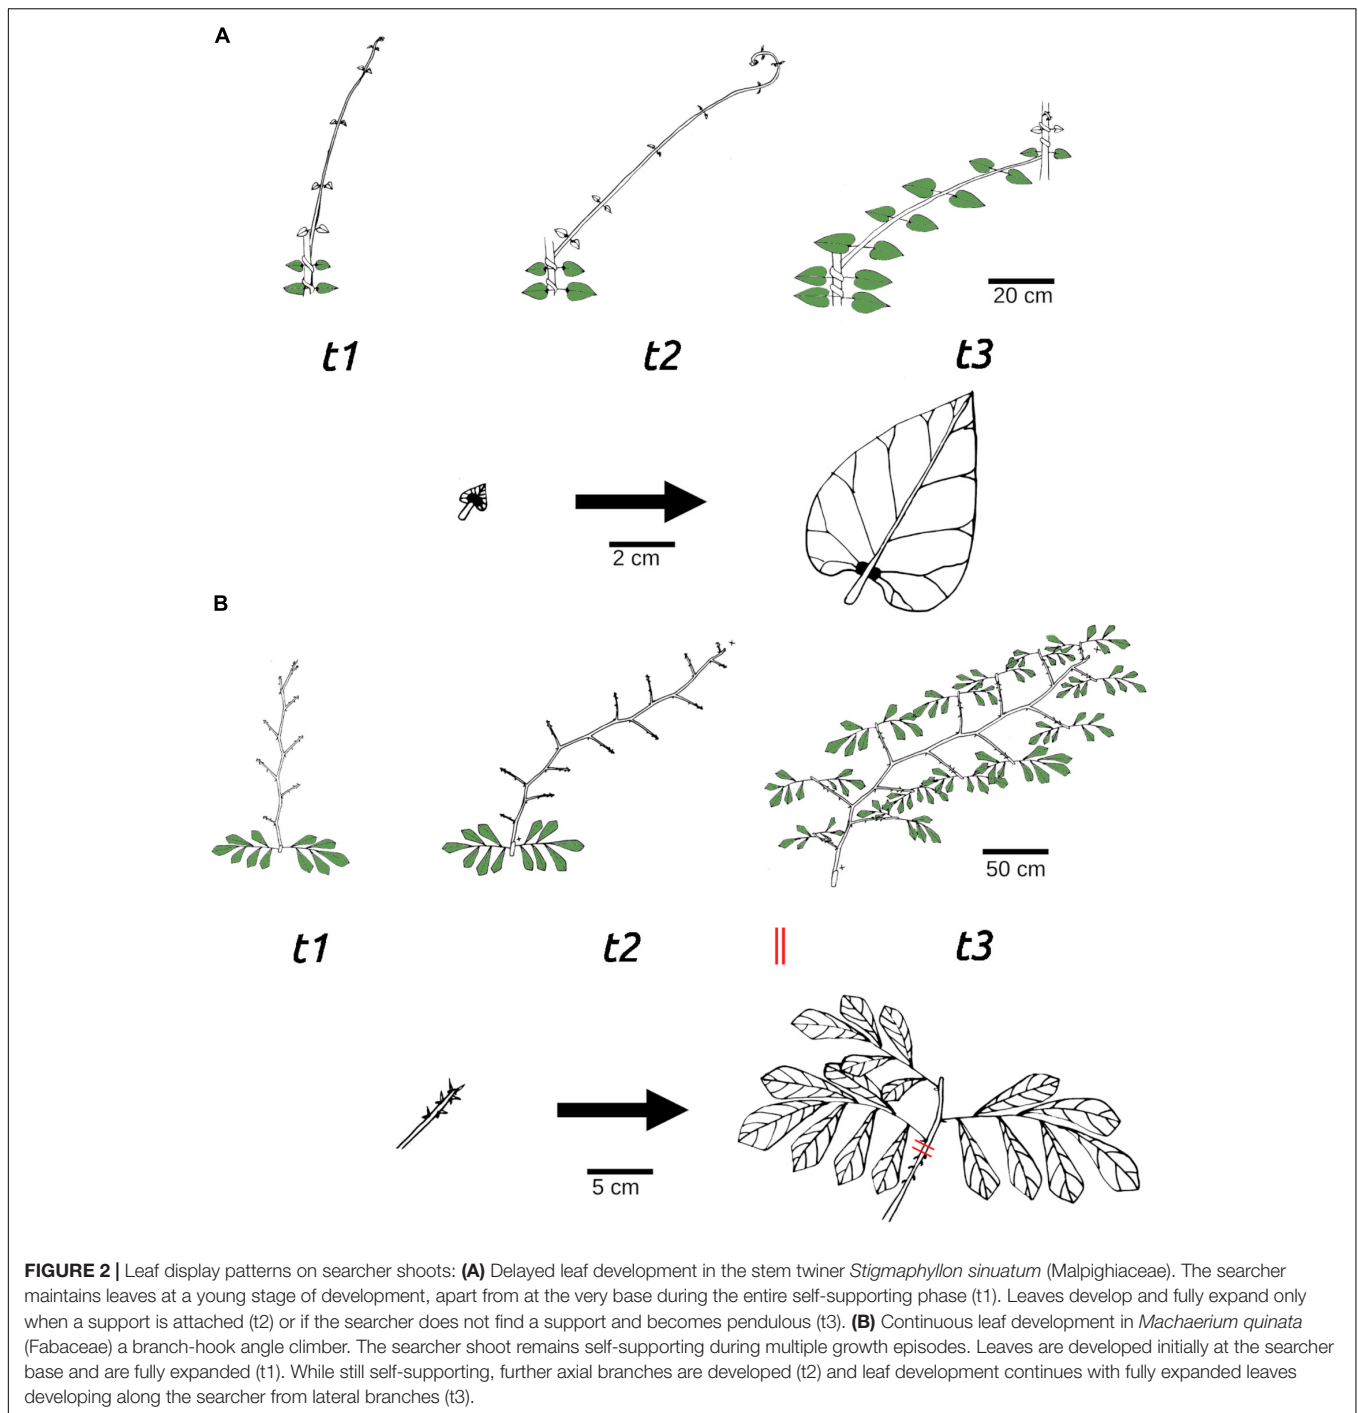 A
20 cm
t1
t2
t3
2 cm
B
50 cm
t1
t2
t3
5 cm
FIGURE 2 | Leaf display patterns on searcher shoots: (A) Delayed leaf development in the stem twiner Stigmaphyllon sinuatum (Malpighiaceae). The searcher
maintains leaves at a young stage of development, apart from at the very base during the entire self-supporting phase (t1). Leaves develop and fully expand only
when a support is attached (t2) or if the searcher does not find a support and becomes pendulous (t3). (B) Continuous leaf development in Machaerium quinata
(Fabaceae) a branch-hook angle climber. The searcher shoot remains self-supporting during multiple growth episodes. Leaves are developed initially at the searcher
base and are fully expanded (t1). While still self-supporting, further axial branches are developed (t2) and leaf development continues with fully expanded leaves
developing along the searcher from lateral branches (t3).